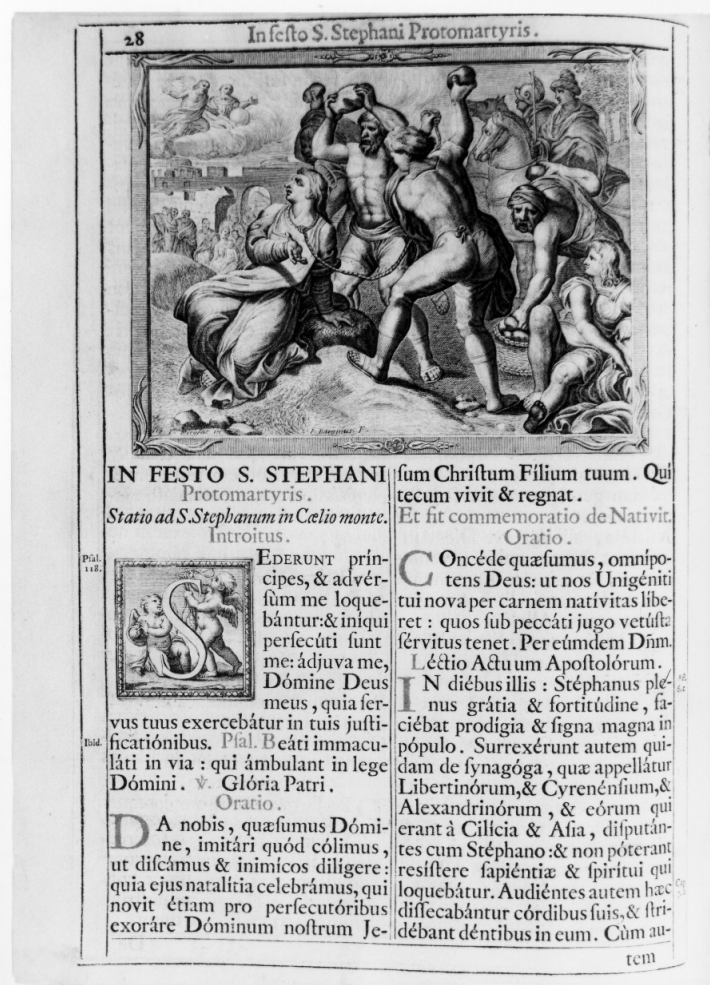 28
In festo S. Stephani Protomartyris.
IN FESTO S. STEPHANI
Protomartyris.
Statio ad S. Stephanum in Cœlio monte.
Introitus.
Psal.
118.
SEDERUNT prín-
cipes, & advér-
sùm me loque-
bántur: & iníqui
persecúti sunt
me: ádjuva me,
Dómine Deus
meus, quia ser-
vus tuus exercebátur in tuis justi-
Ibid. ficatiónibus. Psal. Beáti immacu-
láti in via: qui ámbulant in lege
Dómini. ℣. Glória Patri.
Oratio.
DA nobis, quæsumus Dómi-
ne, imitári quód cólimus,
ut discámus & inimícos dilígere:
quia ejus natalítia celebrámus, qui
novit étiam pro persecutóribus
exoráre Dóminum nostrum Je-
sum Christum Fílium tuum. Qui
tecum vivit & regnat.
Et fit commemoratio de Nativit.
Oratio.
COncéde quæsumus, omnípo-
tens Deus: ut nos Unigéniti
tui nova per carnem natívitas líbe-
ret: quos sub peccáti jugo vetústa
sérvitus tenet. Per eúmdem Dñm.
Léctio Actuum Apostolórum.
IN diébus illis: Stéphanus ple-
nus grátia & fortitúdine, fa-
ciébat prodígia & signa magna in
pópulo. Surrexérunt autem qui-
dam de synagóga, quæ appellátur
Libertinórum, & Cyrenénsium, &
Alexandrinórum, & eórum qui
erant à Cilícia & Asia, dispután-
tes cum Stéphano: & non póterant
resístere sapiéntiæ & spirítui qui
loquebátur. Audiéntes autem hæc
dissecabántur córdibus suis, & stri-
débant déntibus in eum. Cùm au-
tem